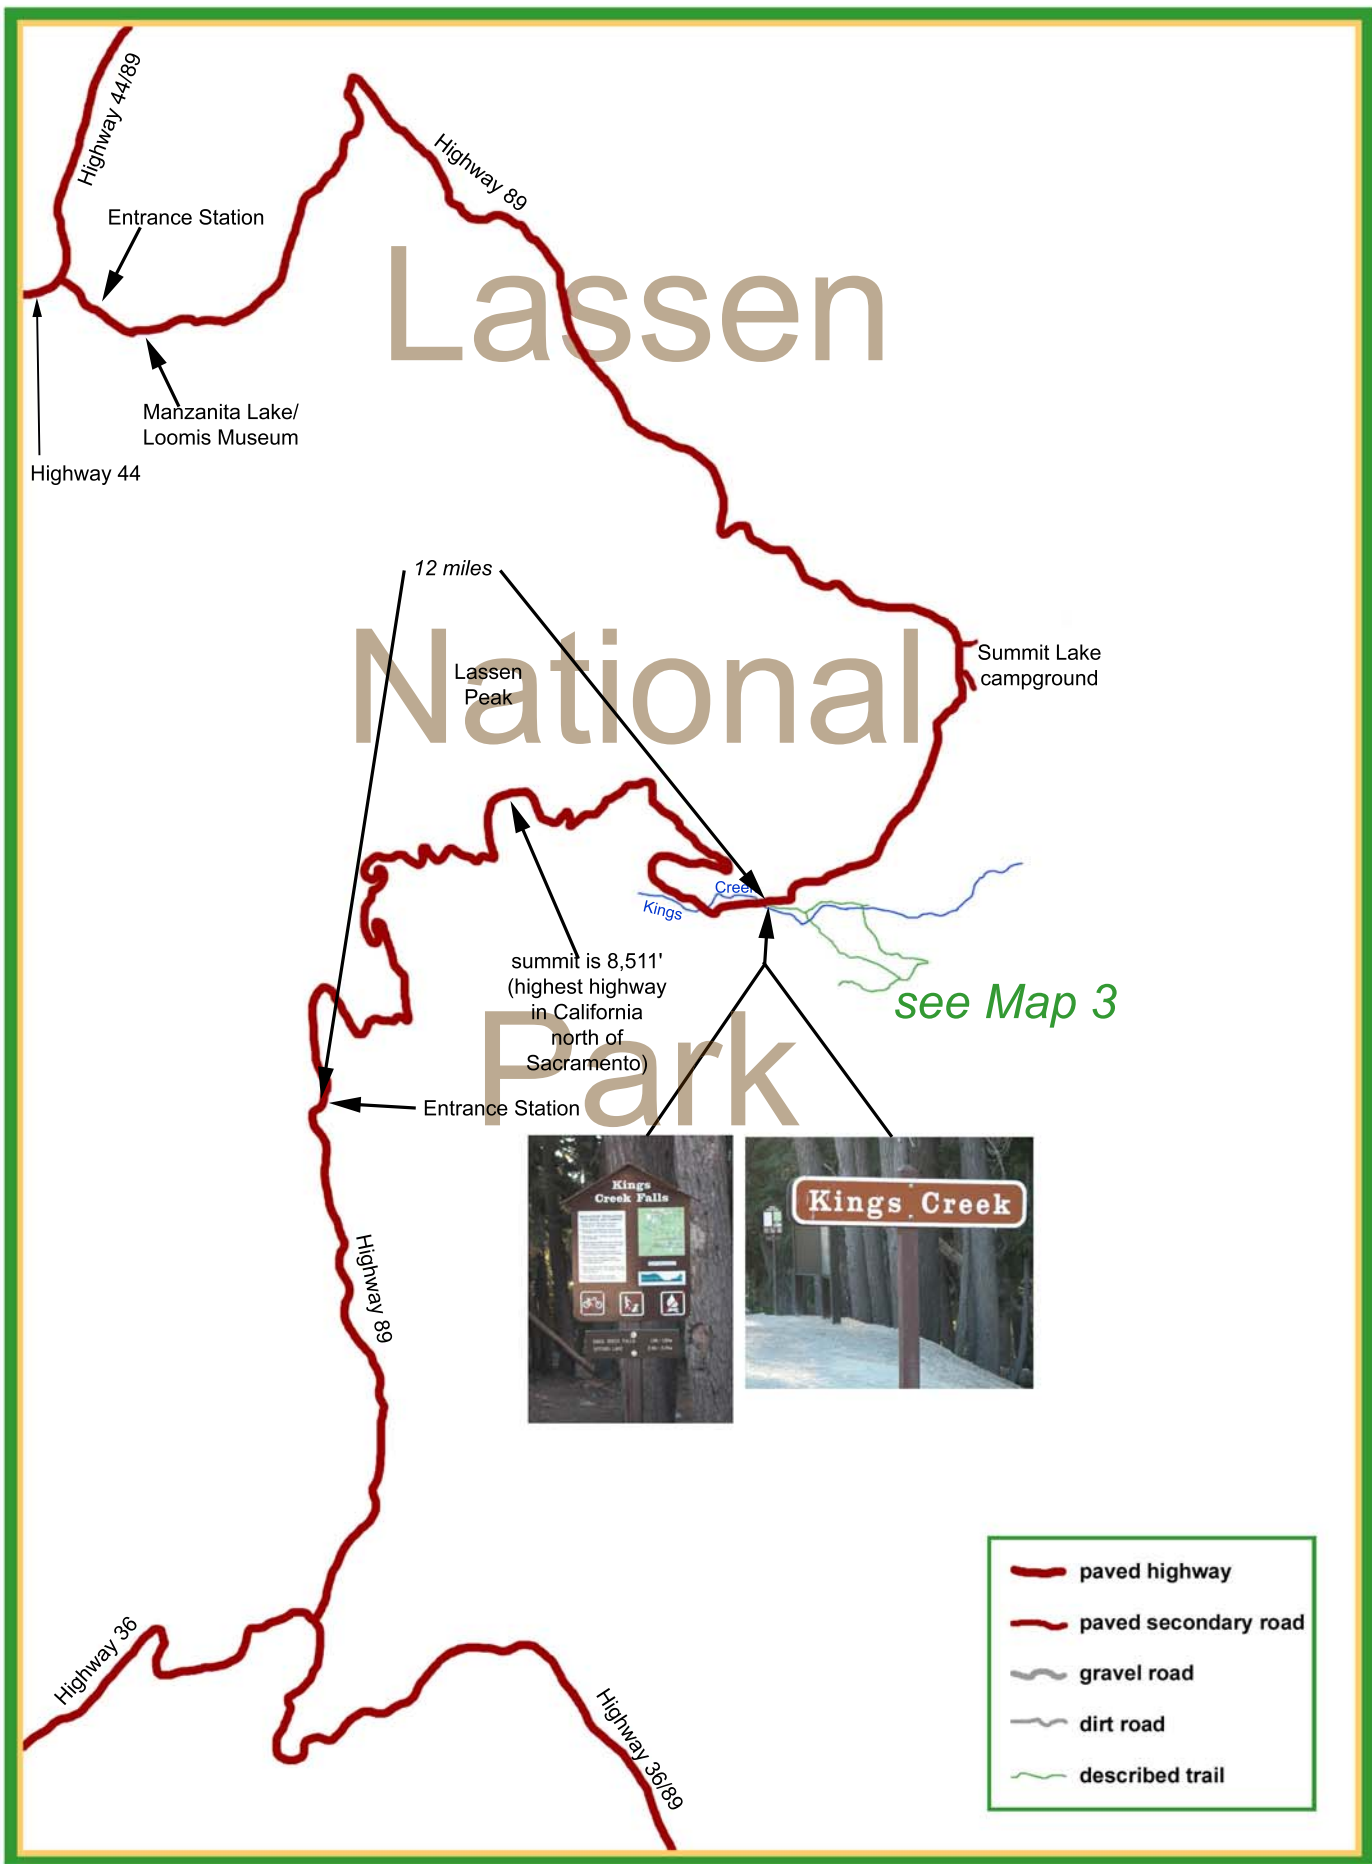 Highway 44/89
Highway 89
Entrance Station
Lassen
Manzanita Lake/
Loomis Museum
Highway 44
12 miles
National
Lassen
Peak
Summit Lake
campground
Creek
Kings
summit is 8,511'
(highest highway
in California
north of
Sacramento)
see Map 3
Park
Entrance Station
Kings
Creek Falls
Kings Creek
Highway 89
Highway 36
Highway 36/89
paved highway
paved secondary road
gravel road
dirt road
described trail